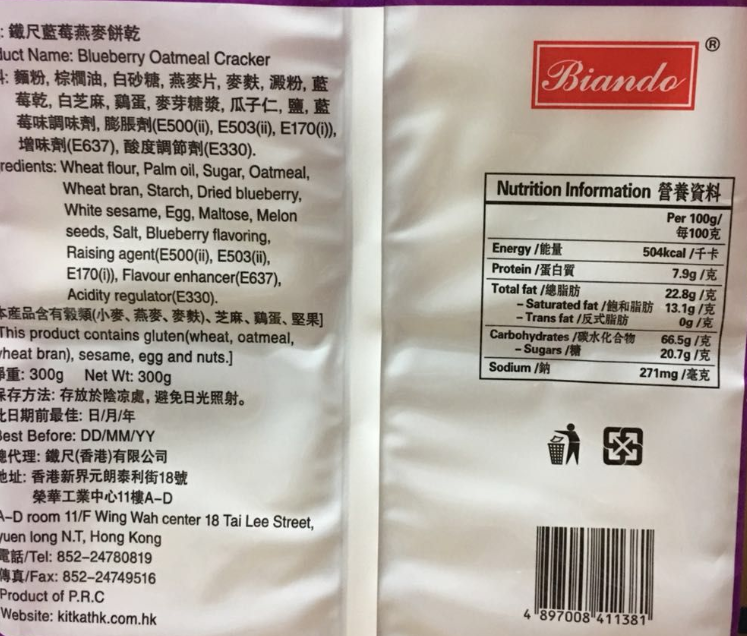 : 鐵尺藍莓燕麥餅乾
duct Name: Blueberry Oatmeal Cracker
: 麵粉, 棕櫚油, 白砂糖, 燕麥片, 麥麩, 澱粉, 藍
莓乾, 白芝麻, 鷄蛋, 麥芽糖漿, 瓜子仁, 鹽, 藍
莓味調味劑, 膨脹劑(E500(ii), E503(ii), E170(i)),
增味劑(E637), 酸度調節劑(E330).
redients: Wheat flour, Palm oil, Sugar, Oatmeal,
Wheat bran, Starch, Dried blueberry,
White sesame, Egg, Maltose, Melon
seeds, Salt, Blueberry flavoring,
Raising agent(E500(ii), E503(ii),
E170(i)), Flavour enhancer(E637),
Acidity regulator(E330).
本產品含有穀類(小麥、燕麥、麥麩)、芝麻、鷄蛋、堅果]
This product contains gluten(wheat, oatmeal,
wheat bran), sesame, egg and nuts.]
淨重: 300g Net Wt: 300g
保存方法: 存放於陰涼處, 避免日光照射。
此日期前最佳: 日/月/年
Best Before: DD/MM/YY
總代理: 鐵尺(香港)有限公司
地址: 香港新界元朗泰利街18號
榮華工業中心11樓A-D
A-D room 11/F Wing Wah center 18 Tai Lee Street,
yuen long N.T, Hong Kong
電話/Tel: 852-24780819
傳真/Fax: 852-24749516
Product of P.R.C
Website: kitkathk.com.hk
Biando ®
Nutrition Information 營養資料
Per 100g/
每100克
Energy /能量 504kcal /千卡
Protein /蛋白質 7.9g /克
Total fat /總脂肪 22.8g /克
- Saturated fat /飽和脂肪 13.1g /克
- Trans fat /反式脂肪 0g /克
Carbohydrates /碳水化合物 66.5g /克
- Sugars /糖 20.7g /克
Sodium /鈉 271mg /毫克
4 897008 411381